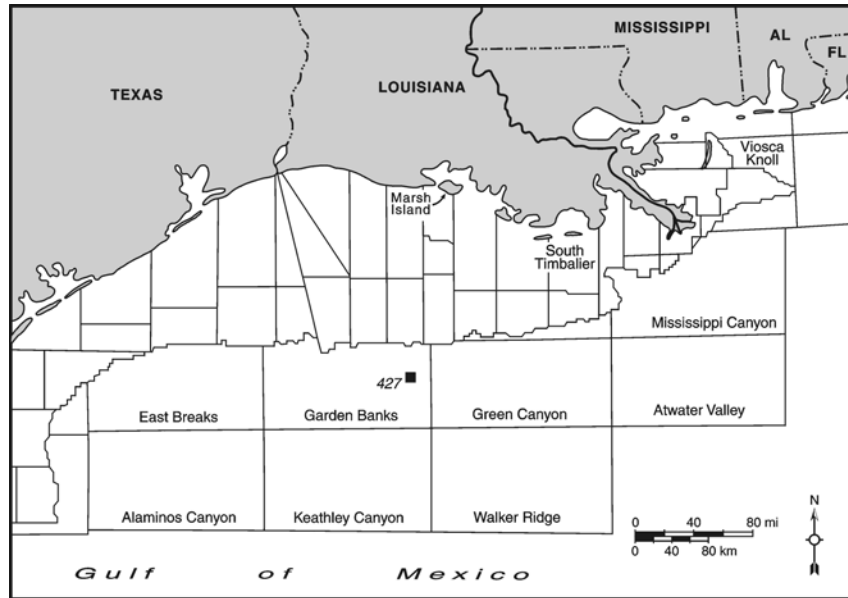 MISSISSIPPI
AL
FL
LOUISIANA
TEXAS
Viosca
Knoll
Marsh
Island
South
Timbalier
Mississippi Canyon
427
East Breaks
Garden Banks
Green Canyon
Atwater Valley
Alaminos Canyon
Keathley Canyon
Walker Ridge
N
0 40 80 mi
0 40 80 km
Gulf of Mexico